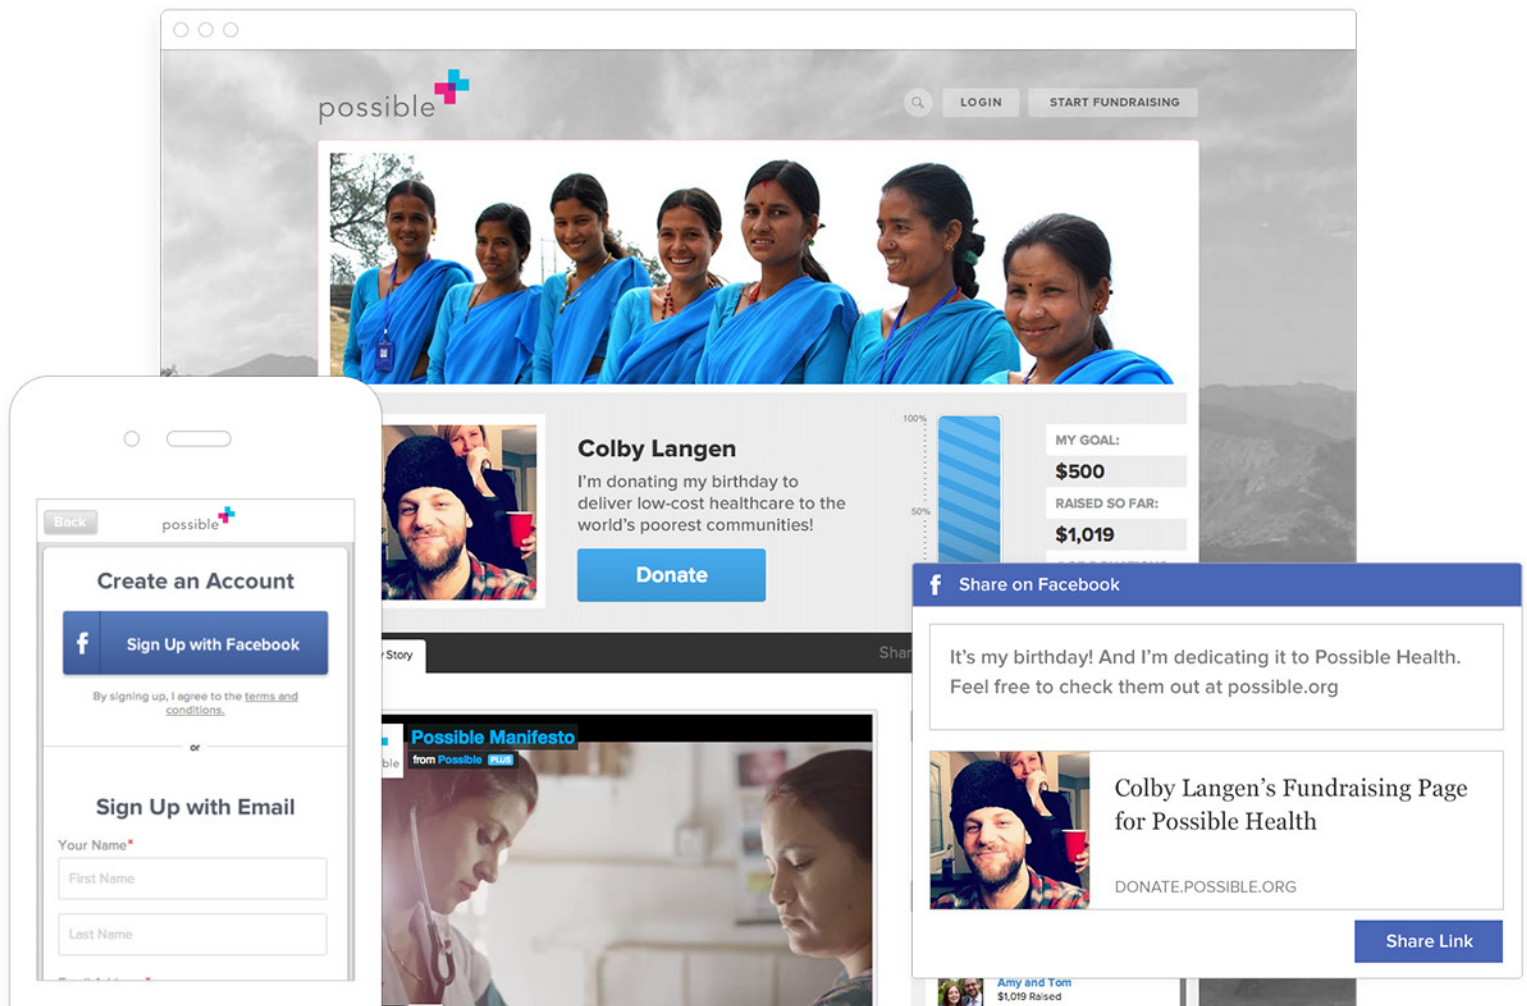 possible
LOGIN
START FUNDRAISING
Colby Langen
I'm donating my birthday to
deliver low-cost healthcare to the
world's poorest communities!
Donate
100%
50%
MY GOAL:
$500
RAISED SO FAR:
$1,019
Story
Shar
Possible Manifesto
from Possible PLUS
ble
Back
possible
Create an Account
f
Sign Up with Facebook
By signing up, I agree to the terms and
conditions.
or
Sign Up with Email
Your Name*
First Name
Last Name
f Share on Facebook
It's my birthday! And I'm dedicating it to Possible Health.
Feel free to check them out at possible.org
Colby Langen's Fundraising Page
for Possible Health
DONATE.POSSIBLE.ORG
Share Link
Amy and Tom
$1,019 Raised